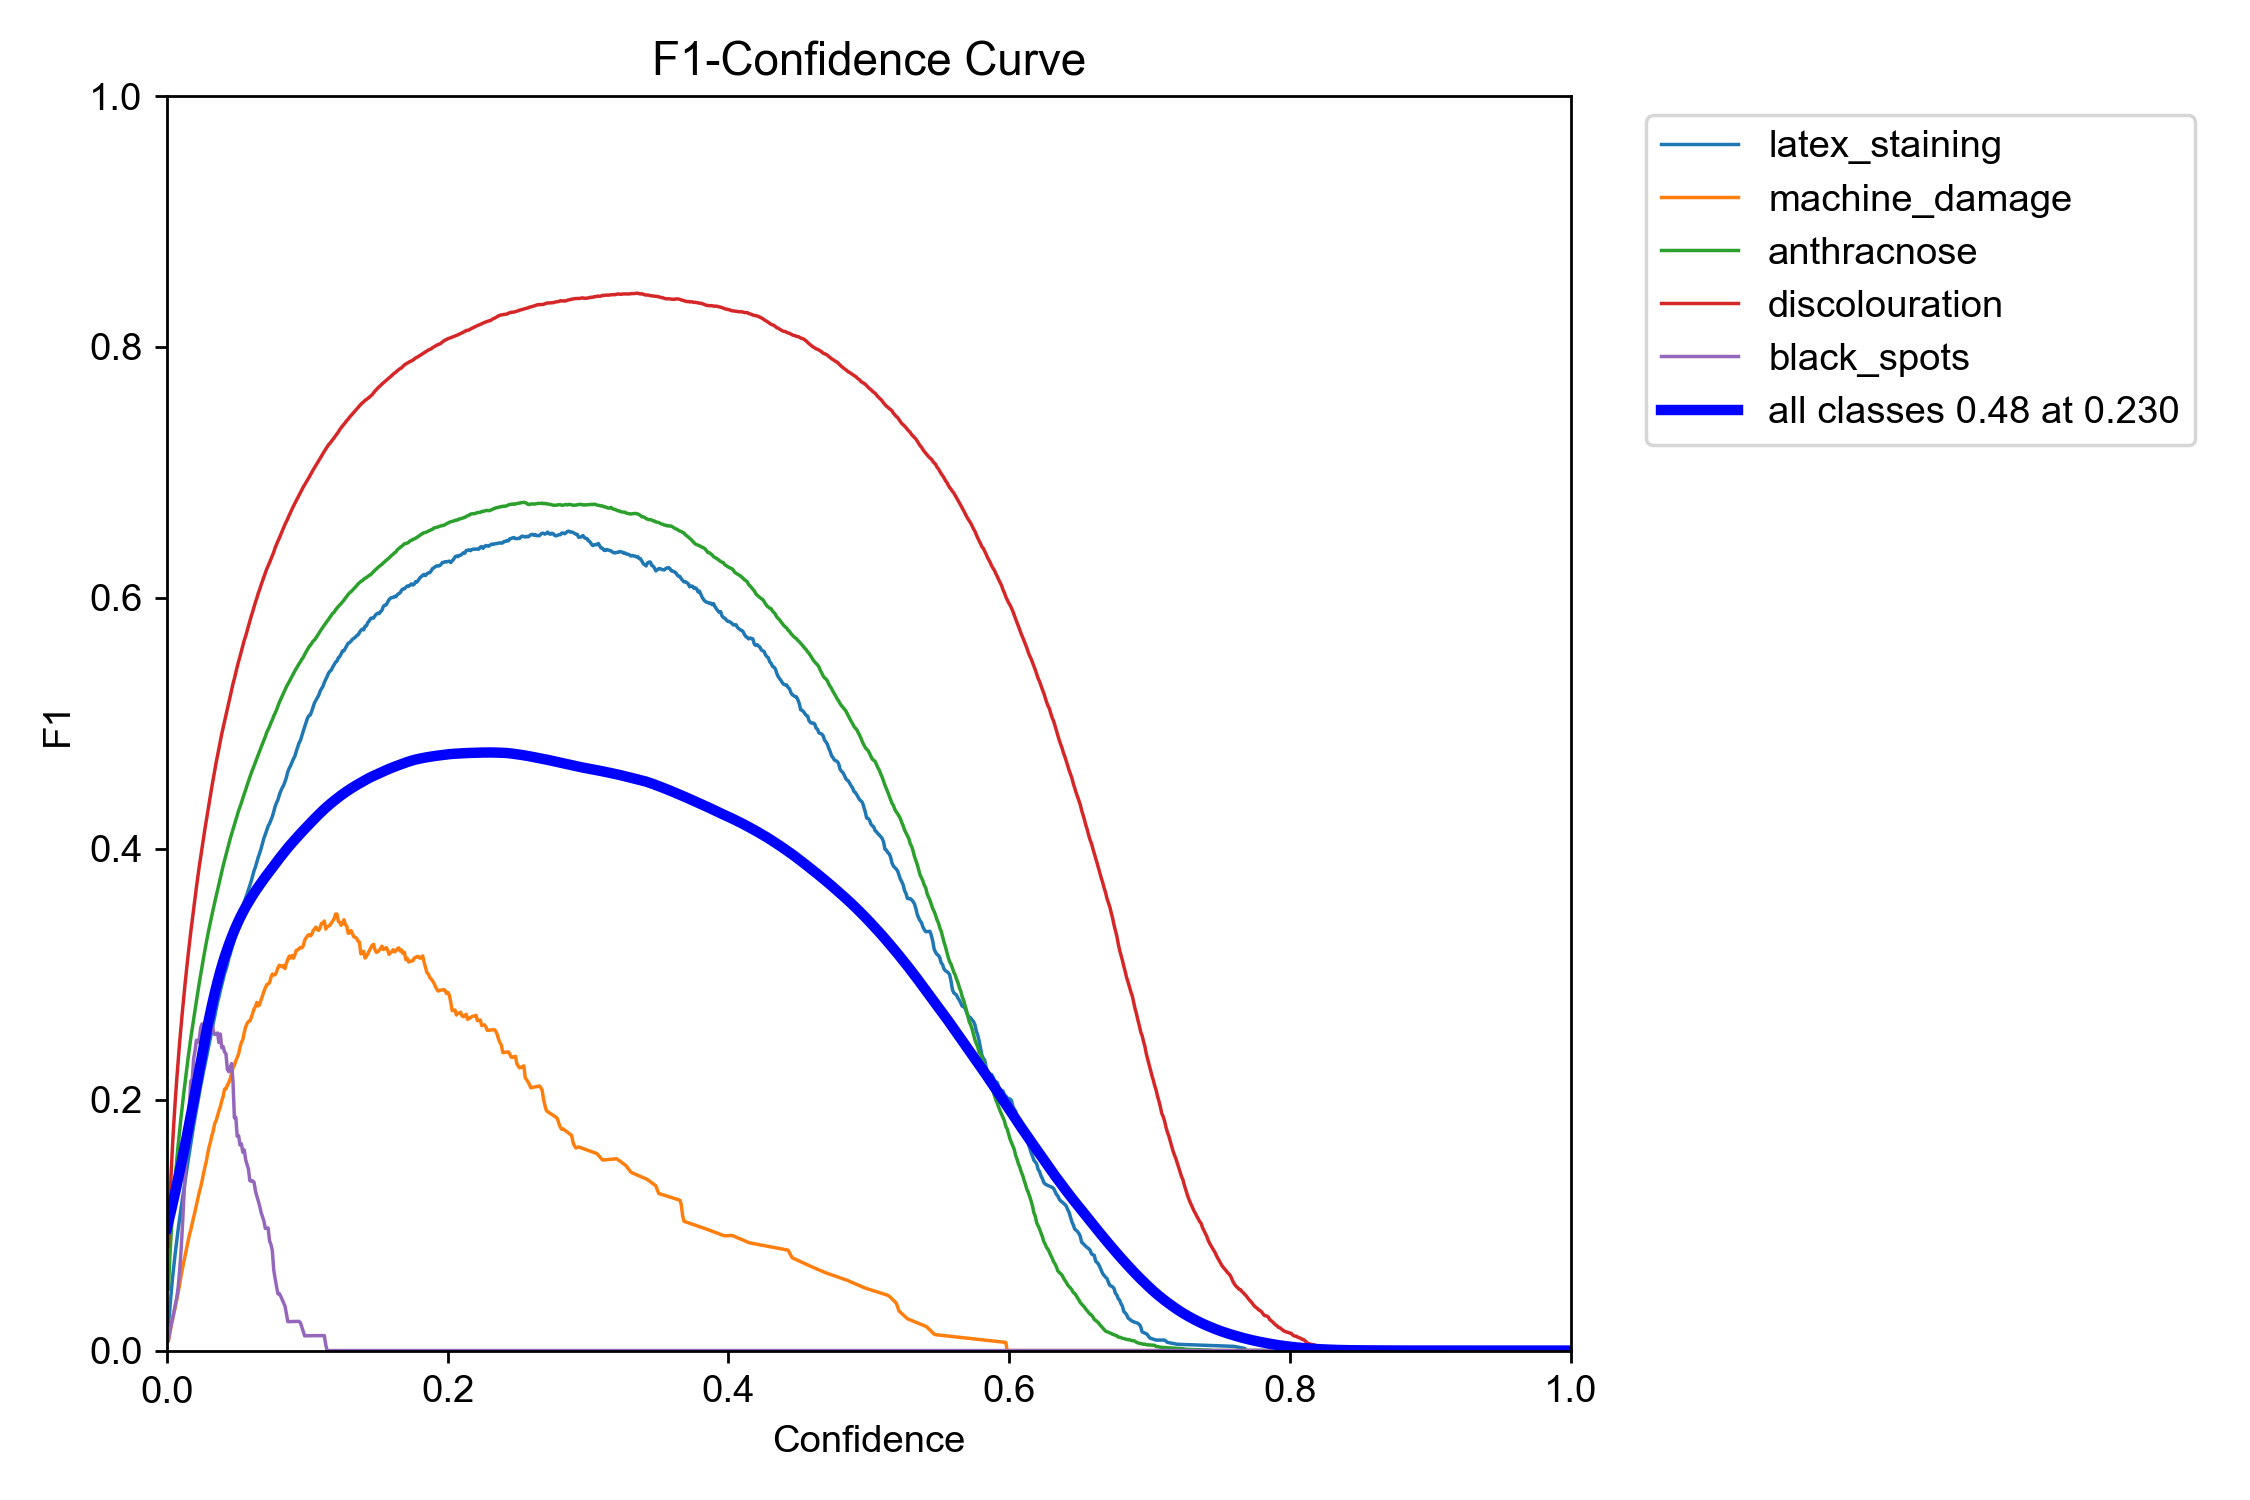 F1-Confidence Curve
1.0
0.8
0.6
0.4
0.2
0.0
F1
0.0 0.2 0.4 0.6 0.8 1.0
Confidence
latex_staining
machine_damage
anthracnose
discolouration
black_spots
all classes 0.48 at 0.230